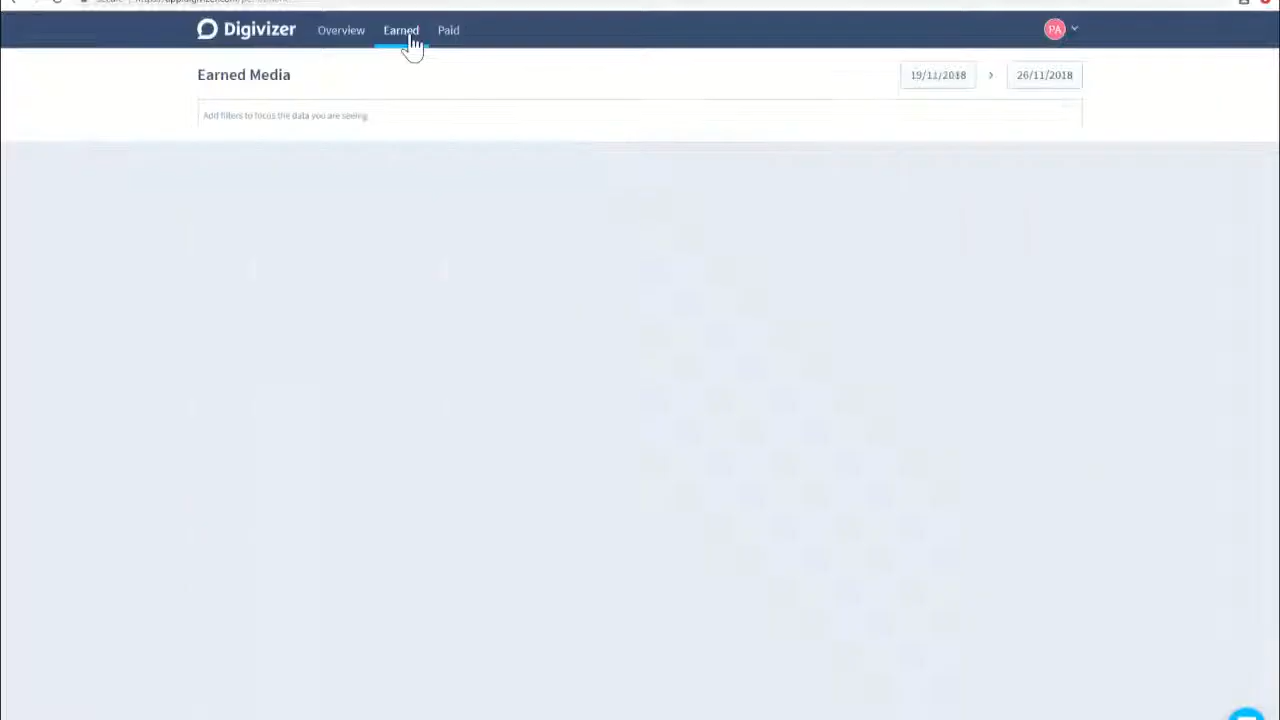 Digivizer Overview Earned Paid PA
Earned Media 19/11/2018 > 26/11/2018
Add filters to focus the data you are seeing